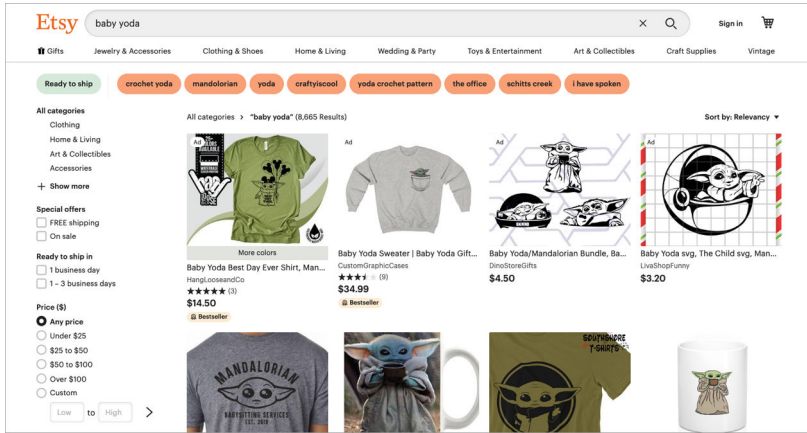 Etsy
baby yoda
Sign in
Gifts
Jewelry & Accessories
Clothing & Shoes
Home & Living
Wedding & Party
Toys & Entertainment
Art & Collectibles
Craft Supplies
Vintage
Ready to ship
crochet yoda
mandolorian
yoda
craftyiscool
yoda crochet pattern
the office
schitts creek
i have spoken
All categories
Clothing
Home & Living
Art & Collectibles
Accessories
+ Show more
Special offers
FREE shipping
On sale
Ready to ship in
1 business day
1 – 3 business days
Price ($)
Any price
Under $25
$25 to $50
$50 to $100
Over $100
Custom
Low to High
All categories > "baby yoda" (8,665 Results)
Sort by: Relevancy
Ad
More colors
Baby Yoda Best Day Ever Shirt, Man...
HangLooseandCo
(3)
$14.50
Bestseller
Ad
Baby Yoda Sweater | Baby Yoda Gift...
CustomGraphicCases
(9)
$34.99
Bestseller
Ad
Baby Yoda/Mandalorian Bundle, Ba...
DinoStoreGifts
$4.50
Ad
Baby Yoda svg, The Child svg, Man...
LivaShopFunny
$3.20
MANDALORIAN
BABYSITTING SERVICES
EST. 2019
SOUTHSHORE
T-SHIRTS